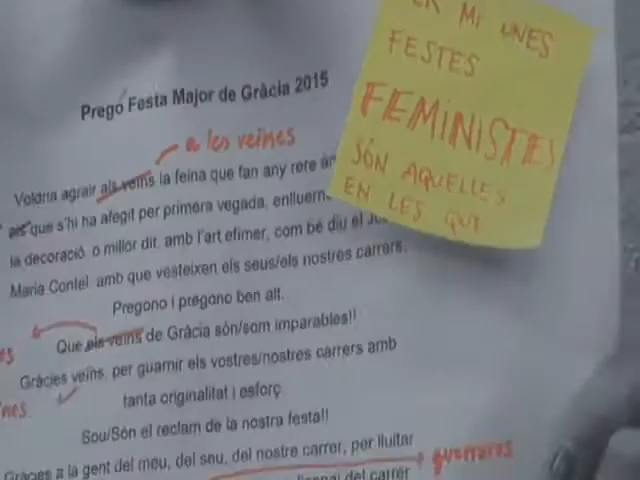 ER MI UNES
FESTES
FEMINISTES
SÓN AQUELLES
EN LES QUE
Prego Festa Major de Gràcia 2015
a les veïnes
Voldria agrair als veïns la feina que fan any rere
als que s'hi ha afegit per primera vegada, enlluern
la decoració, o millor dit, amb l'art efímer, com bé diu el
Maria Contel, amb que vesteixen els seus/els nostres carrers.
Pregono i pregono ben alt.
Que els veïns de Gràcia són/som imparables!!
Gràcies veïns, per guarnir els vostres/nostres carrers amb
tanta originalitat i esforç.
nes
Sou/Són el reclam de la nostra festa!!
Gràcies a la gent del meu, del seu, del nostre carrer, per lluitar
guerreres
del carrer